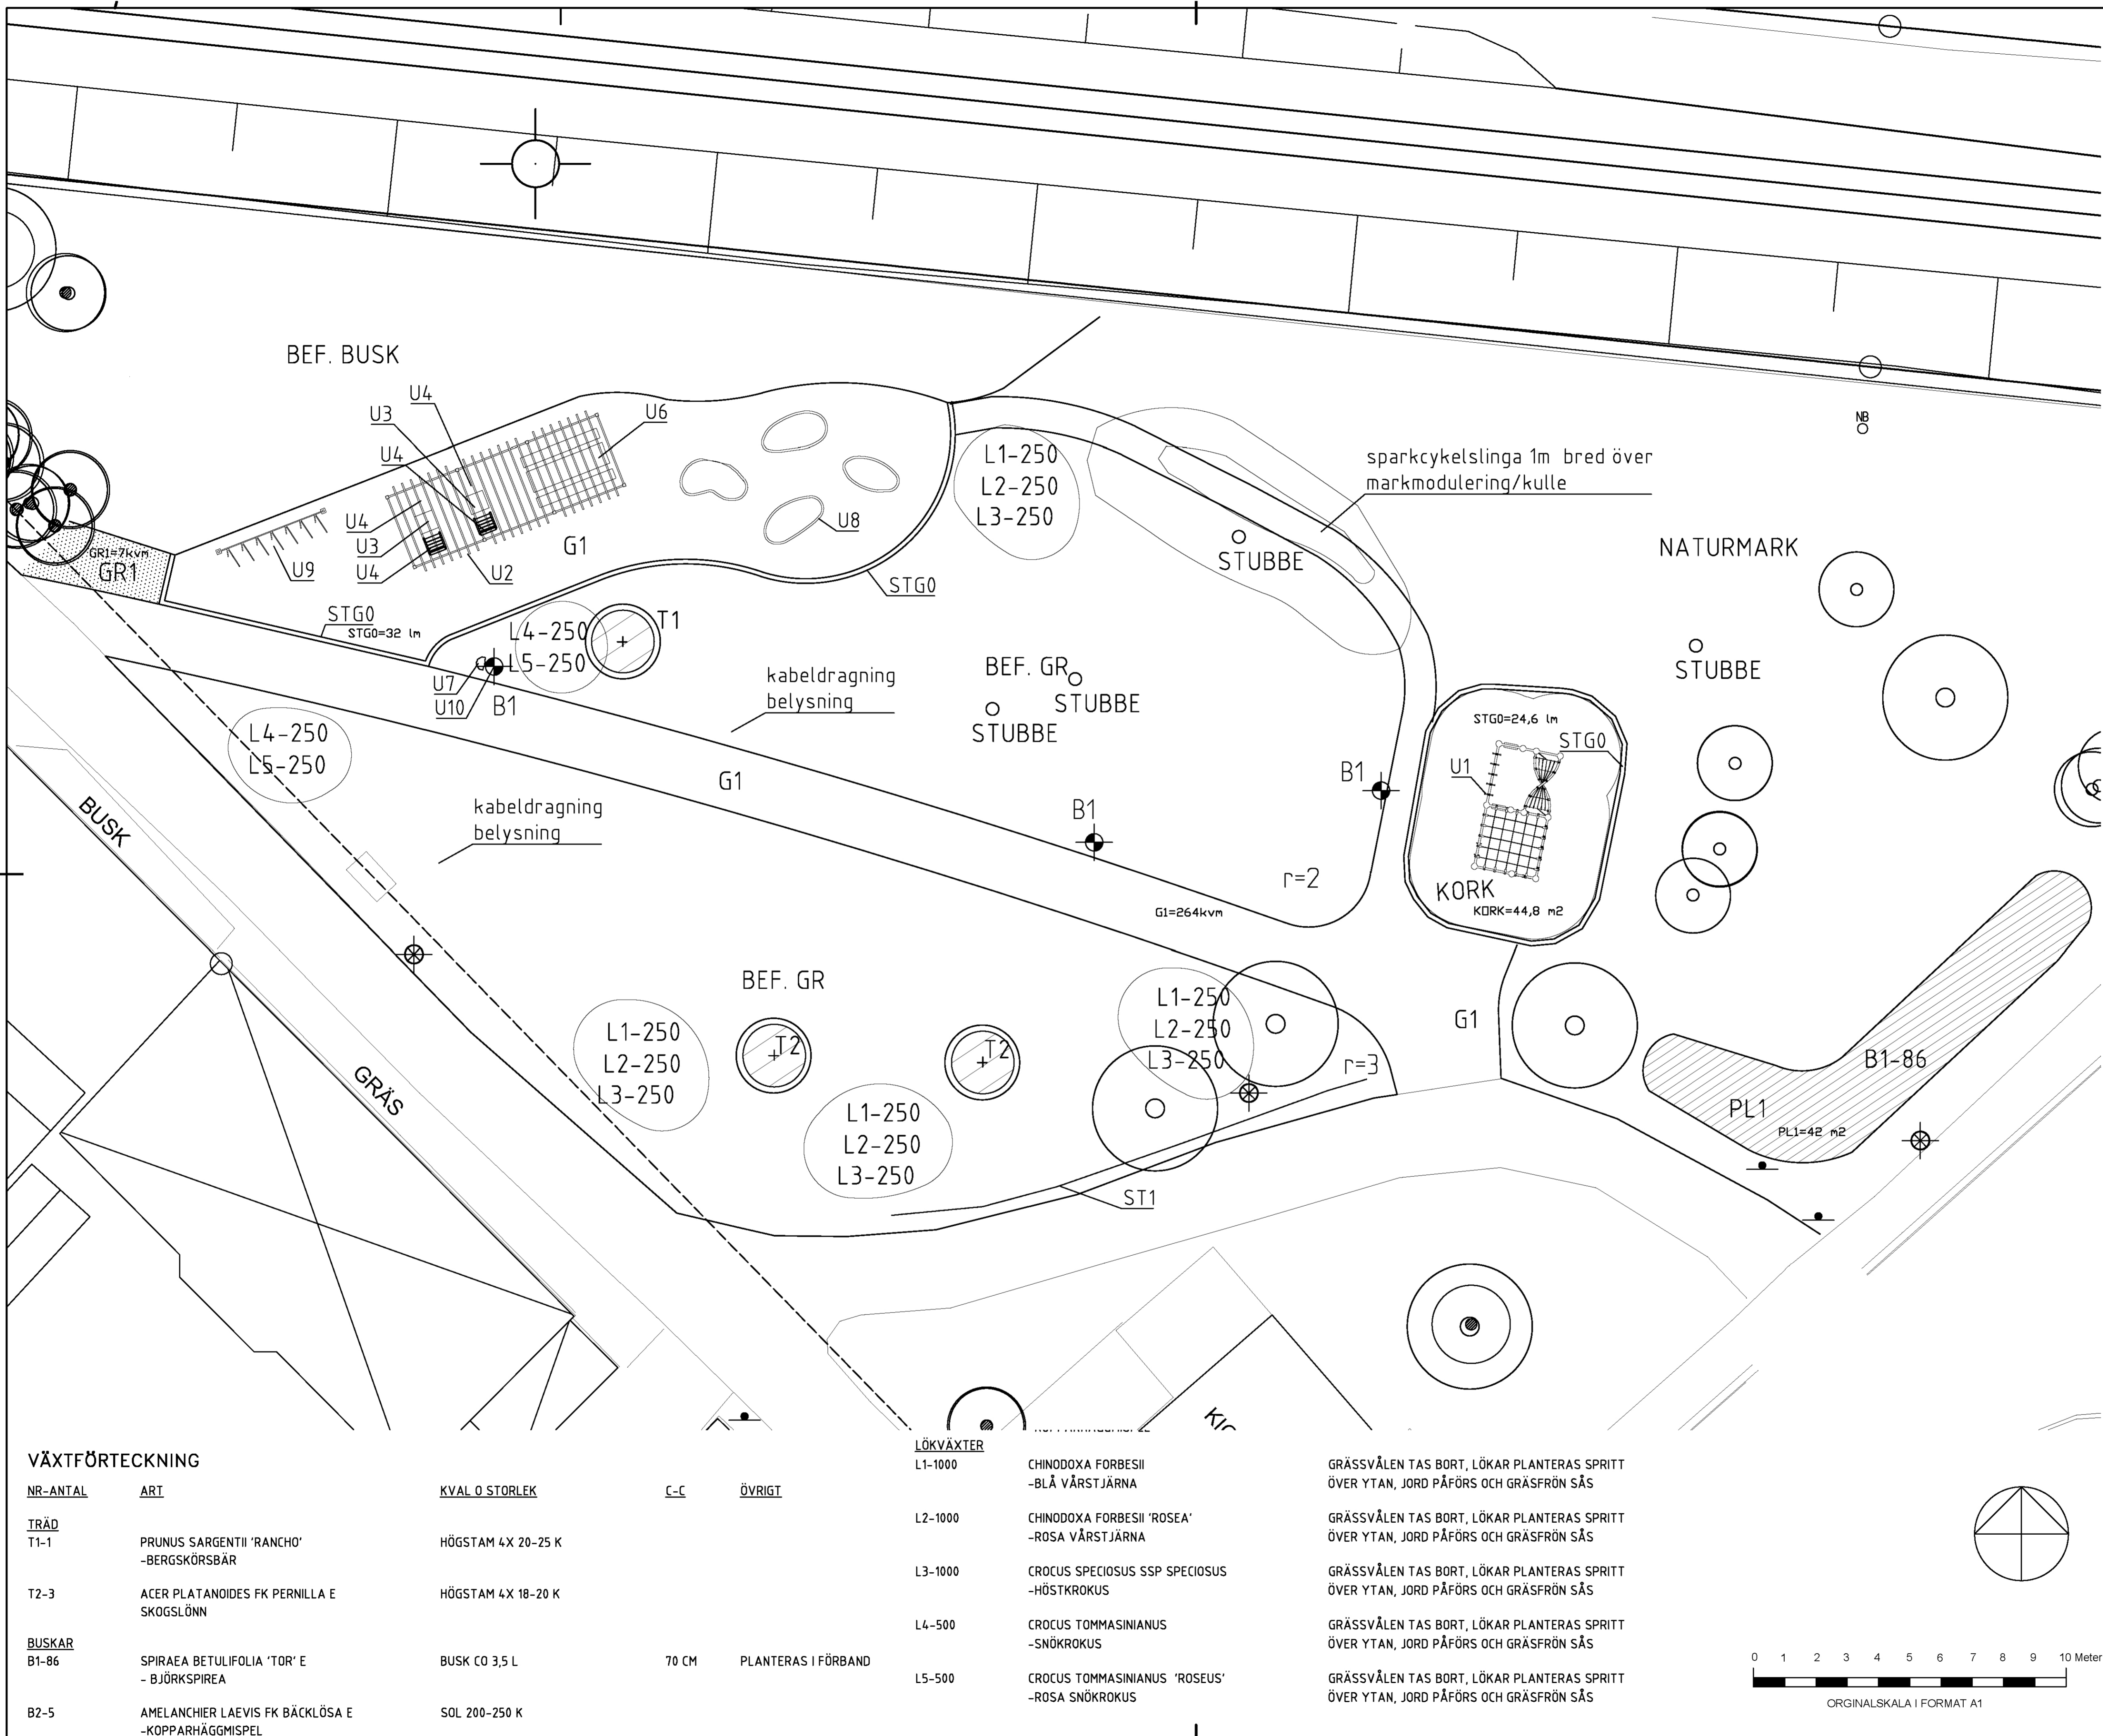 BEF. BUSK
U4
U3
U4
U6
U4
U3
U4
U9
U2
G1
U8
GR1=7kvm
GR1
STG0
STG0=32 lm
STG0
L1-250
L2-250
L3-250
sparkcykelslinga 1m bred över
markmodulering/kulle
NB
STUBBE
NATURMARK
STUBBE
L4-250
L5-250
T1
U7
U10
B1
kabeldragning
belysning
BEF. GR
STUBBE
STUBBE
L4-250
L5-250
G1
kabeldragning
belysning
BUSK
B1
B1
r=2
G1=264kvm
STG0=24,6 lm
STG0
U1
KORK
KORK=44,8 m2
BEF. GR
L1-250
L2-250
L3-250
T2
T2
L1-250
L2-250
L3-250
L1-250
L2-250
L3-250
r=3
G1
ST1
B1-86
PL1
PL1=42 m2
GRÄS
VÄXTFÖRTECKNING
NR-ANTAL ART KVAL O STORLEK C-C ÖVRIGT
TRÄD
T1-1 PRUNUS SARGENTII 'RANCHO' HÖGSTAM 4X 20-25 K
-BERGSKÖRSBÄR
T2-3 ACER PLATANOIDES FK PERNILLA E HÖGSTAM 4X 18-20 K
SKOGSLÖNN
BUSKAR
B1-86 SPIRAEA BETULIFOLIA 'TOR' E BUSK CO 3,5 L 70 CM PLANTERAS I FÖRBAND
- BJÖRKSPIREA
B2-5 AMELANCHIER LAEVIS FK BÄCKLÖSA E SOL 200-250 K
-KOPPARHÄGGMISPEL
LÖKVÄXTER
L1-1000 CHINODOXA FORBESII GRÄSSVÅLEN TAS BORT, LÖKAR PLANTERAS SPRITT
-BLÅ VÅRSTJÄRNA ÖVER YTAN, JORD PÅFÖRS OCH GRÄSFRÖN SÅS
L2-1000 CHINODOXA FORBESII 'ROSEA' GRÄSSVÅLEN TAS BORT, LÖKAR PLANTERAS SPRITT
-ROSA VÅRSTJÄRNA ÖVER YTAN, JORD PÅFÖRS OCH GRÄSFRÖN SÅS
L3-1000 CROCUS SPECIOSUS SSP SPECIOSUS GRÄSSVÅLEN TAS BORT, LÖKAR PLANTERAS SPRITT
-HÖSTKROKUS ÖVER YTAN, JORD PÅFÖRS OCH GRÄSFRÖN SÅS
L4-500 CROCUS TOMMASINIANUS GRÄSSVÅLEN TAS BORT, LÖKAR PLANTERAS SPRITT
-SNÖKROKUS ÖVER YTAN, JORD PÅFÖRS OCH GRÄSFRÖN SÅS
L5-500 CROCUS TOMMASINIANUS 'ROSEUS' GRÄSSVÅLEN TAS BORT, LÖKAR PLANTERAS SPRITT
-ROSA SNÖKROKUS ÖVER YTAN, JORD PÅFÖRS OCH GRÄSFRÖN SÅS
0 1 2 3 4 5 6 7 8 9 10 Meter
ORGINALSKALA I FORMAT A1